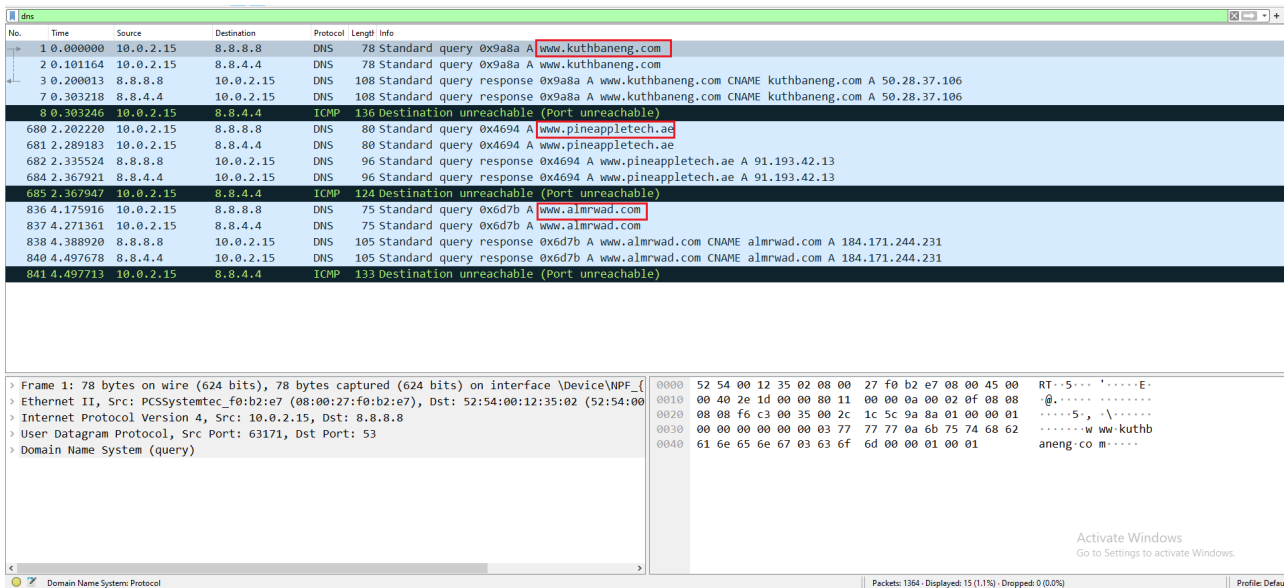 dns
No. Time Source Destination Protocol Length Info
1 0.000000 10.0.2.15 8.8.8.8 DNS 78 Standard query 0x9a8a A www.kuthbaneng.com
2 0.101164 10.0.2.15 8.8.4.4 DNS 78 Standard query 0x9a8a A www.kuthbaneng.com
3 0.200013 8.8.8.8 10.0.2.15 DNS 108 Standard query response 0x9a8a A www.kuthbaneng.com CNAME kuthbaneng.com A 50.28.37.106
7 0.303218 8.8.4.4 10.0.2.15 DNS 108 Standard query response 0x9a8a A www.kuthbaneng.com CNAME kuthbaneng.com A 50.28.37.106
8 0.303246 10.0.2.15 8.8.4.4 ICMP 136 Destination unreachable (Port unreachable)
680 2.202220 10.0.2.15 8.8.8.8 DNS 80 Standard query 0x4694 A www.pineappletech.ae
681 2.289183 10.0.2.15 8.8.4.4 DNS 80 Standard query 0x4694 A www.pineappletech.ae
682 2.335524 8.8.8.8 10.0.2.15 DNS 96 Standard query response 0x4694 A www.pineappletech.ae A 91.193.42.13
684 2.367921 8.8.4.4 10.0.2.15 DNS 96 Standard query response 0x4694 A www.pineappletech.ae A 91.193.42.13
685 2.367947 10.0.2.15 8.8.4.4 ICMP 124 Destination unreachable (Port unreachable)
836 4.175916 10.0.2.15 8.8.8.8 DNS 75 Standard query 0x6d7b A www.almrwad.com
837 4.271361 10.0.2.15 8.8.4.4 DNS 75 Standard query 0x6d7b A www.almrwad.com
838 4.388920 8.8.8.8 10.0.2.15 DNS 105 Standard query response 0x6d7b A www.almrwad.com CNAME almrwad.com A 184.171.244.231
840 4.497678 8.8.4.4 10.0.2.15 DNS 105 Standard query response 0x6d7b A www.almrwad.com CNAME almrwad.com A 184.171.244.231
841 4.497713 10.0.2.15 8.8.4.4 ICMP 133 Destination unreachable (Port unreachable)
> Frame 1: 78 bytes on wire (624 bits), 78 bytes captured (624 bits) on interface \Device\NPF_{
> Ethernet II, Src: PCSSystemtec_f0:b2:e7 (08:00:27:f0:b2:e7), Dst: 52:54:00:12:35:02 (52:54:00
> Internet Protocol Version 4, Src: 10.0.2.15, Dst: 8.8.8.8
> User Datagram Protocol, Src Port: 63171, Dst Port: 53
> Domain Name System (query)
0000 52 54 00 12 35 02 08 00 27 f0 b2 e7 08 00 45 00 RT··5··· '·····E·
0010 00 40 2e 1d 00 00 80 11 00 00 0a 00 02 0f 08 08 ·@.····· ········
0020 08 08 f6 c3 00 35 00 2c 1c 5c 9a 8a 01 00 00 01 ·····5·, ·\······
0030 00 00 00 00 00 00 03 77 77 77 0a 6b 75 74 68 62 ·······w ww·kuthb
0040 61 6e 65 6e 67 03 63 6f 6d 00 00 01 00 01 aneng·co m·····
Activate Windows
Go to Settings to activate Windows.
Domain Name System: Protocol
Packets: 1364 · Displayed: 15 (1.1%) · Dropped: 0 (0.0%)
Profile: Defau